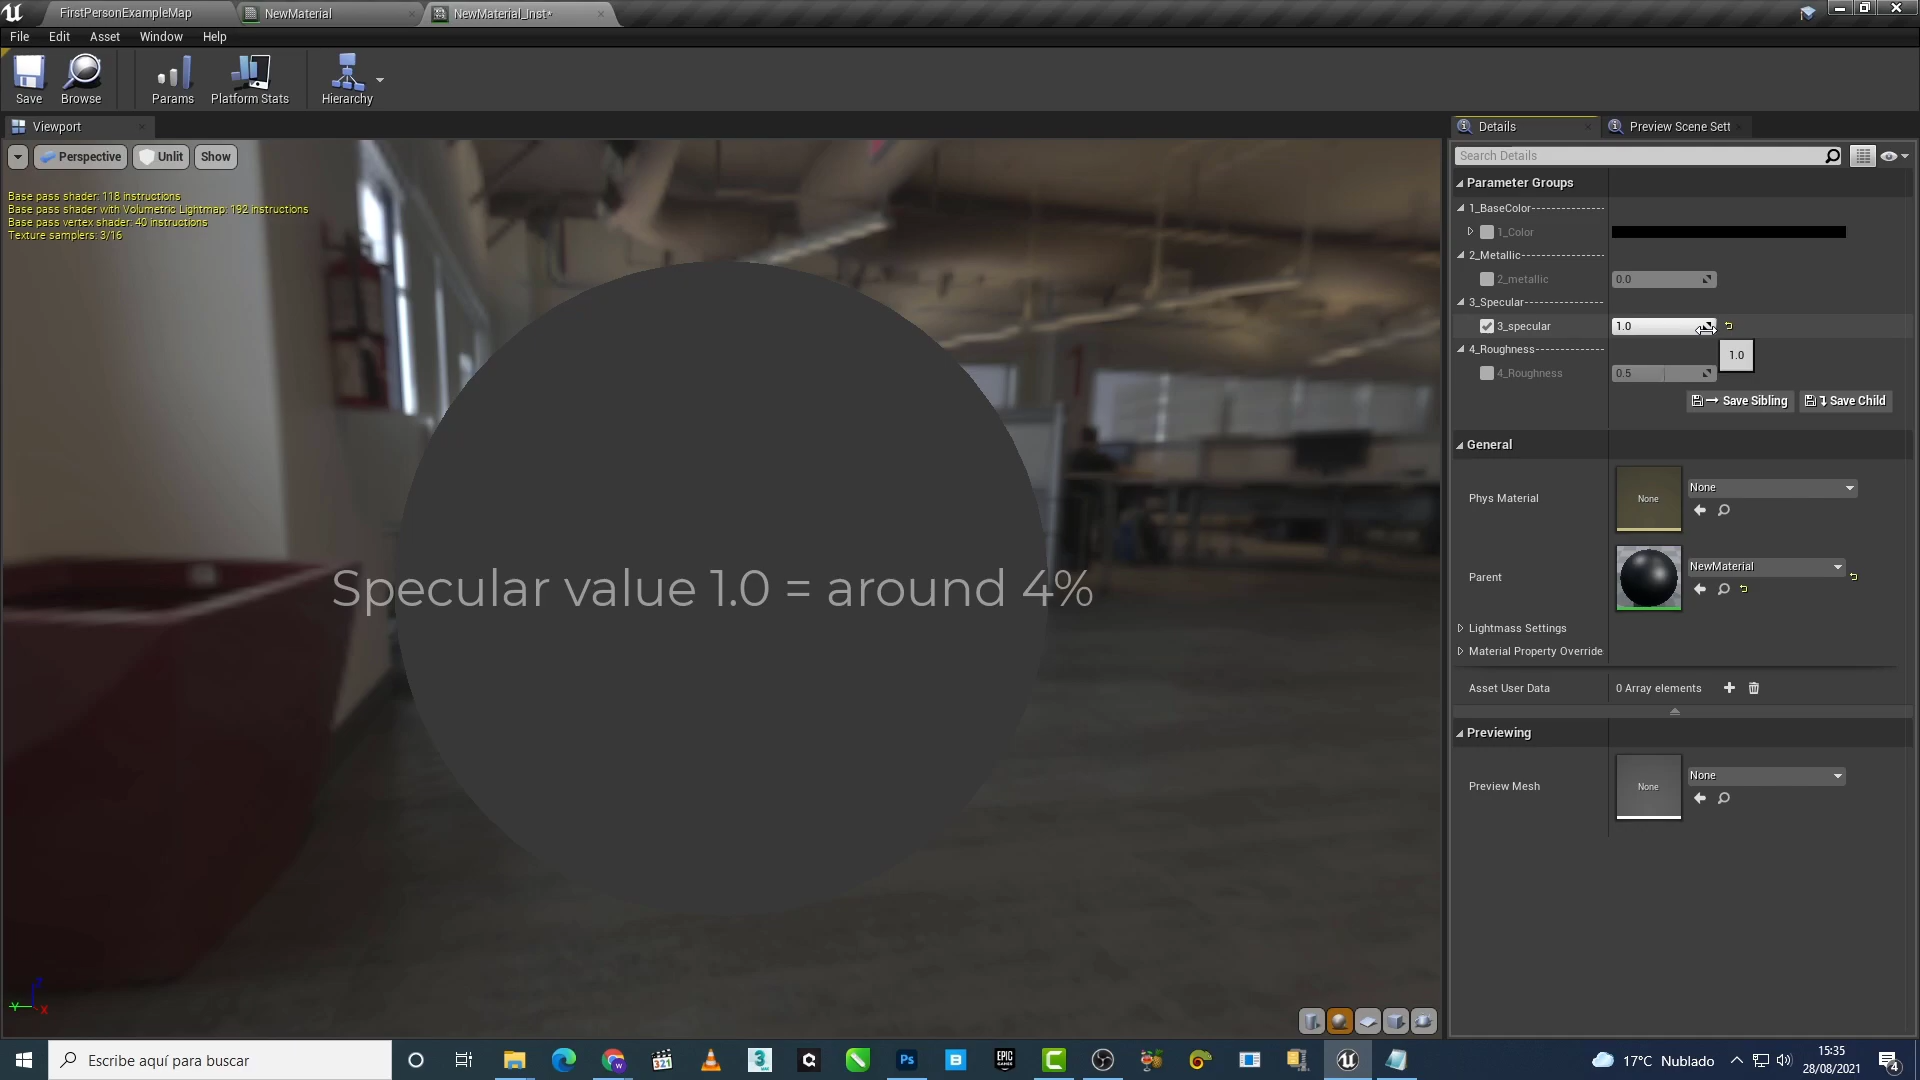 FirstPersonExampleMap
NewMaterial
NewMaterial_Inst*
File Edit Asset Window Help
Save Browse Params Platform Stats Hierarchy
Viewport
Perspective Unlit Show
Base pass shader: 118 instructions
Base pass shader with Volumetric Lightmap: 192 instructions
Base pass vertex shader: 40 instructions
Texture samplers: 3/16
Specular value 1.0 = around 4%
Details
Preview Scene Sett
Search Details
Parameter Groups
1_BaseColor
1_Color
2_Metallic
2_metallic 0.0
3_Specular
3_specular 1.0
4_Roughness 1.0
4_Roughness 0.5
Save Sibling Save Child
General
Phys Material None None
Parent NewMaterial
Lightmass Settings
Material Property Override
Asset User Data 0 Array elements
Previewing
Preview Mesh None None
Escribe aquí para buscar
17°C Nublado
15:35
28/08/2021
4